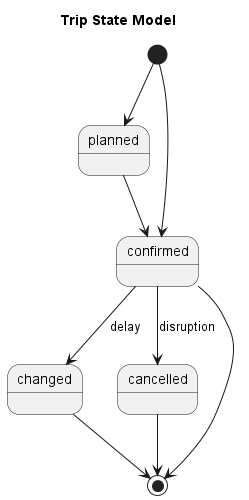 Trip State Model
planned
confirmed
delay
disruption
changed
cancelled